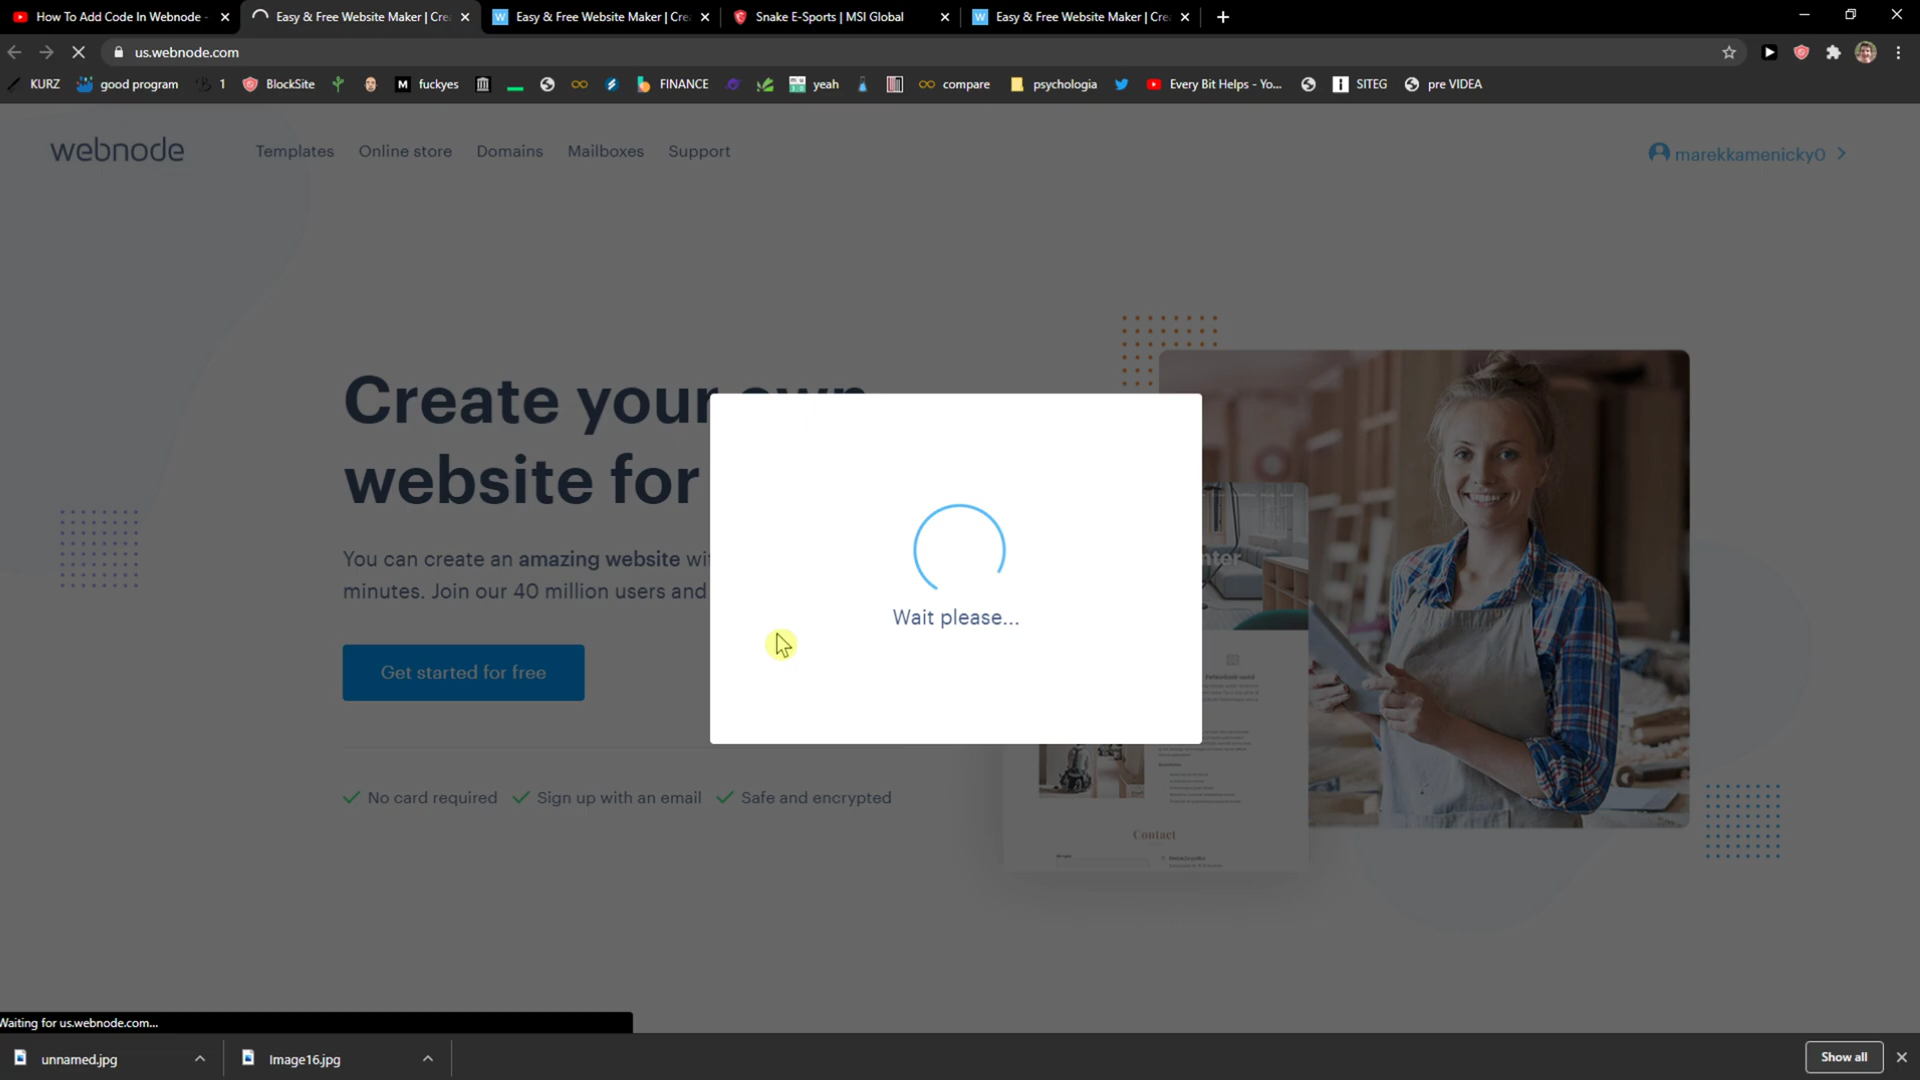 How To Add Code In Webnode -
Easy & Free Website Maker | Cre
Easy & Free Website Maker | Cre
Snake E-Sports | MSI Global
Easy & Free Website Maker | Cre
us.webnode.com
KURZ
good program
1
BlockSite
fuckyes
FINANCE
yeah
compare
psychologia
Every Bit Helps - Yo...
SITEG
pre VIDEA
webnode
Templates
Online store
Domains
Mailboxes
Support
marekkamenicky0
Create your own
website for
You can create an amazing website wi
minutes. Join our 40 million users and
Get started for free
Wait please...
No card required
Sign up with an email
Safe and encrypted
Contact
Waiting for us.webnode.com...
unnamed.jpg
Image16.jpg
Show all